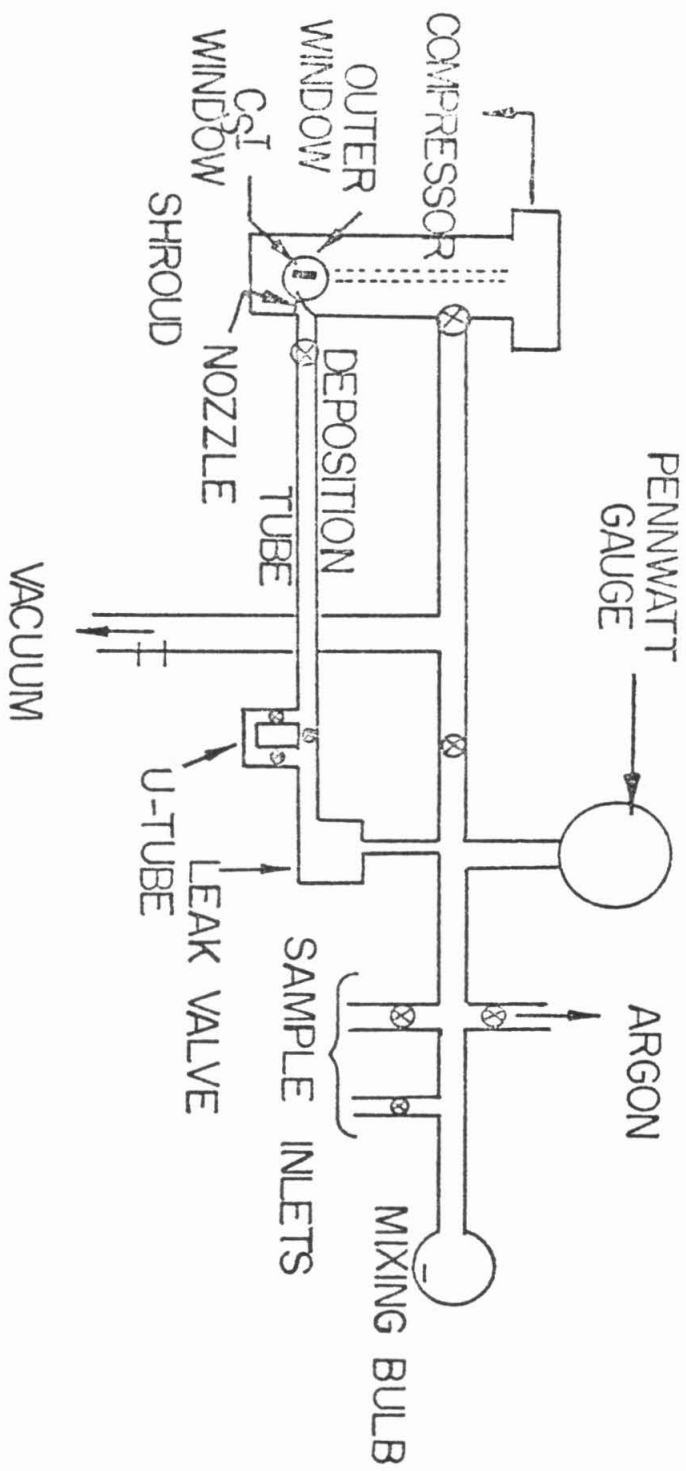 COMPRESSOR
OUTER
WINDOW
CsI
WINDOW
SHROUD
NOZZLE
DEPOSITION
TUBE
VACUUM
PENNWATT
GAUGE
U-TUBE
LEAK VALVE
SAMPLE INLETS
ARGON
MIXING BULB